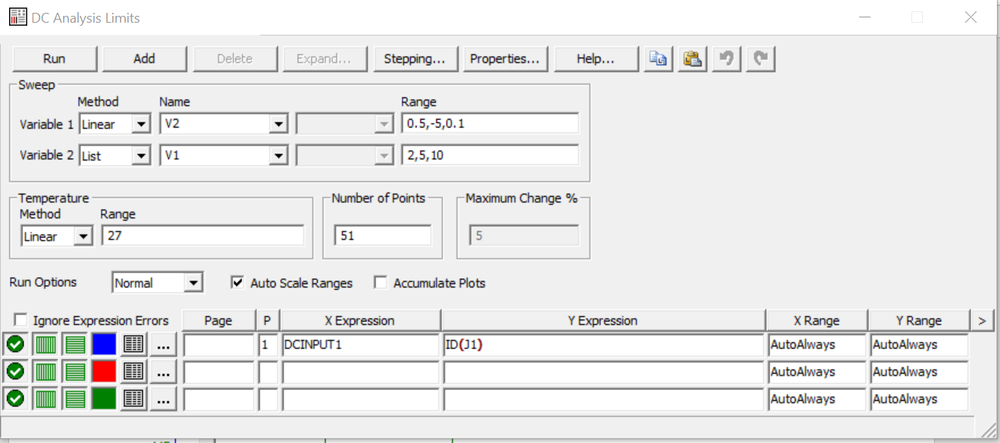 DC Analysis Limits
Run Add Delete Expand... Stepping... Properties... Help...
Sweep
Method Name Range
Variable 1 Linear V2 0.5,-5,0.1
Variable 2 List V1 2,5,10
Temperature Number of Points Maximum Change %
Method Range
Linear 27 51 5
Run Options Normal Auto Scale Ranges Accumulate Plots
Ignore Expression Errors Page P X Expression Y Expression X Range Y Range >
... 1 DCINPUT1 ID(J1) AutoAlways AutoAlways
... AutoAlways AutoAlways
... AutoAlways AutoAlways